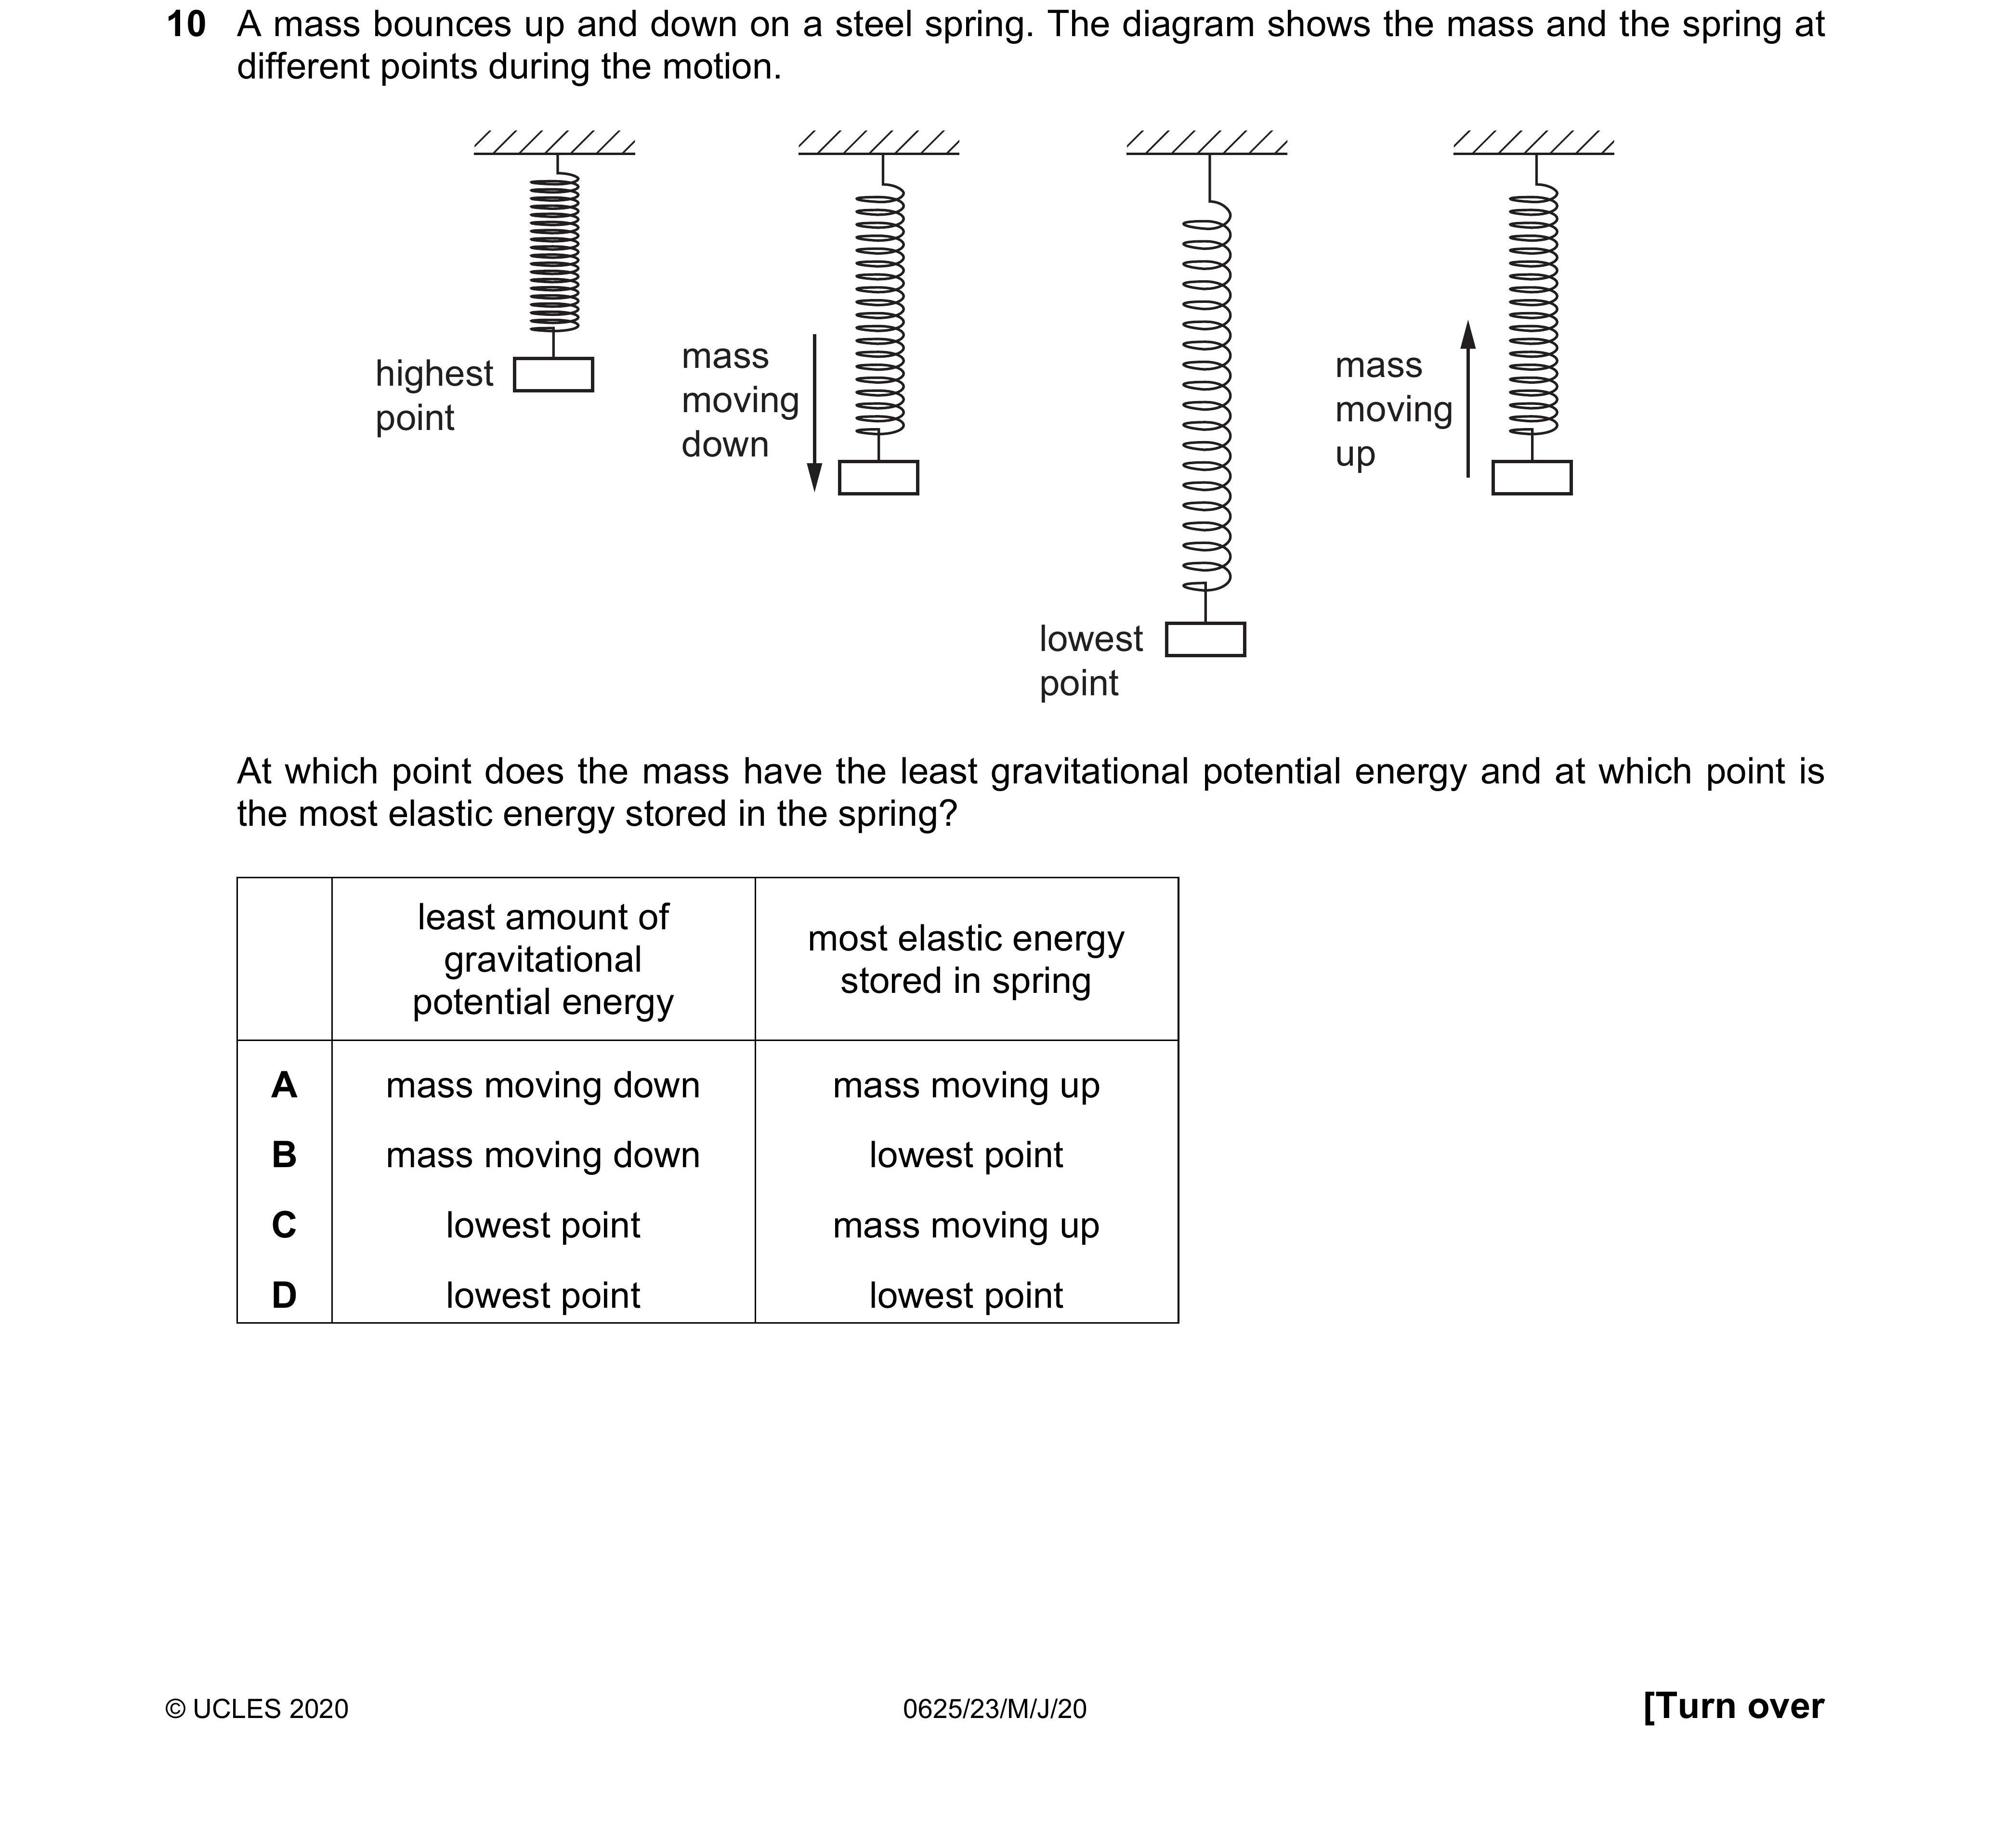 10 A mass bounces up and down on a steel spring. The diagram shows the mass and the spring at
different points during the motion.
highest
point
mass
moving
down
lowest
point
mass
moving
up
At which point does the mass have the least gravitational potential energy and at which point is
the most elastic energy stored in the spring?
least amount of
gravitational
potential energy
most elastic energy
stored in spring
A mass moving down mass moving up
B mass moving down lowest point
C lowest point mass moving up
D lowest point lowest point
© UCLES 2020 0625/23/M/J/20 [Turn over